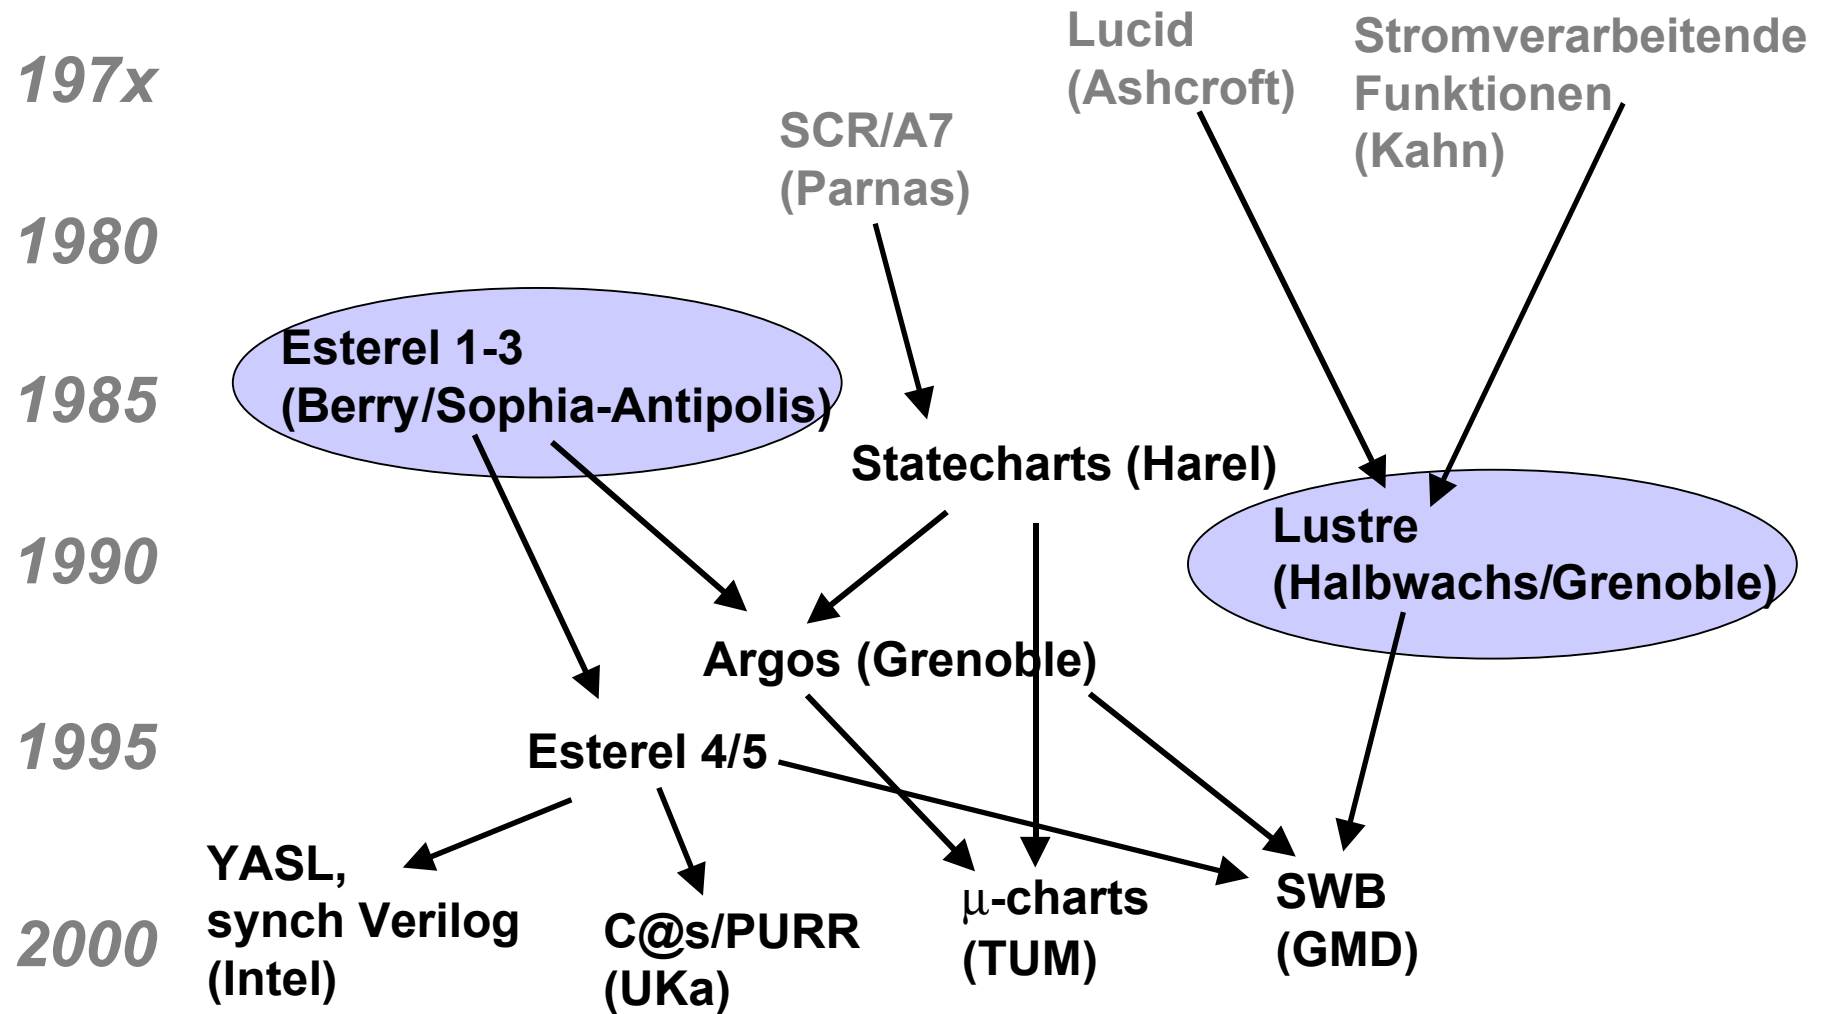 197x
1980
1985
1990
1995
2000
Lucid
(Ashcroft)
Stromverarbeitende
Funktionen
(Kahn)
SCR/A7
(Parnas)
Esterel 1-3
(Berry/Sophia-Antipolis)
Statecharts (Harel)
Lustre
(Halbwachs/Grenoble)
Argos (Grenoble)
Esterel 4/5
YASL,
synch Verilog
(Intel)
C@s/PURR
(UKa)
μ-charts
(TUM)
SWB
(GMD)